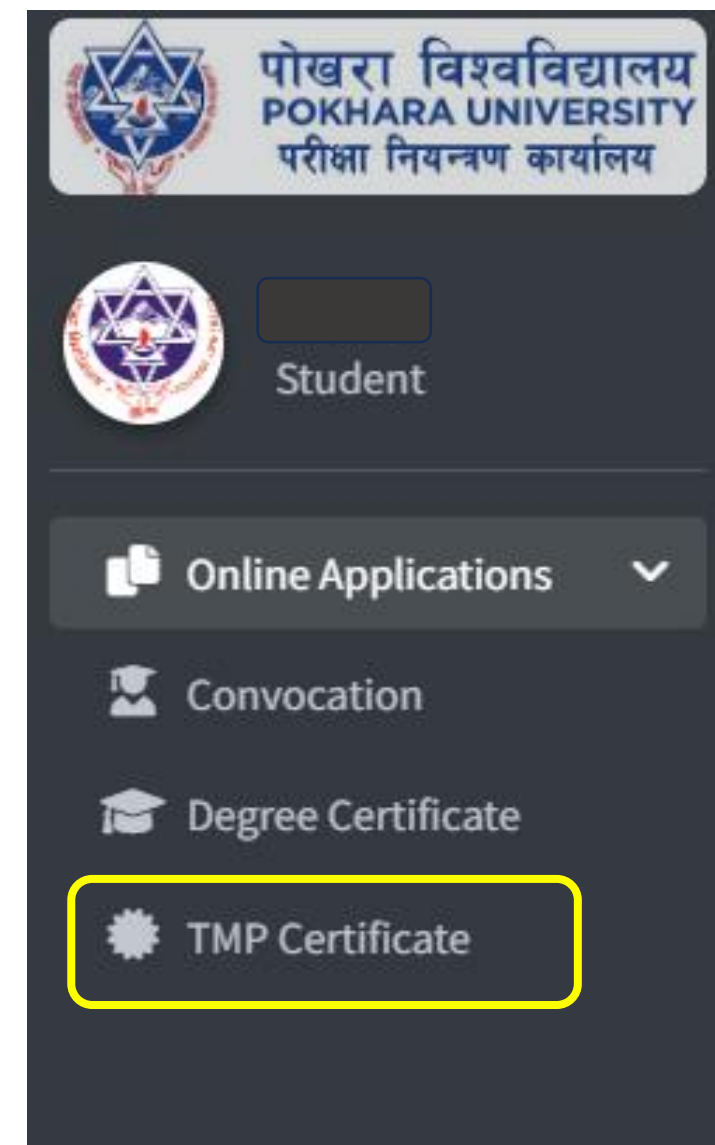 पोखरा विश्वविद्यालय
POKHARA UNIVERSITY
परीक्षा नियन्त्रण कार्यालय
Student
Online Applications
Convocation
Degree Certificate
TMP Certificate